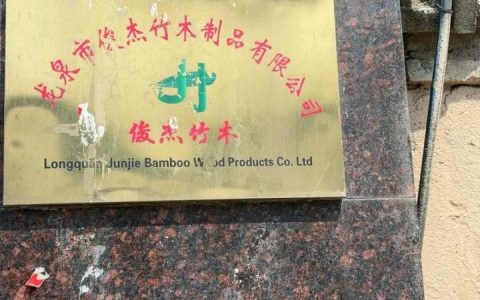 龙泉市俊杰竹木制品有限公司
俊杰竹木
Longquan Junjie Bamboo Wood Products Co. Ltd